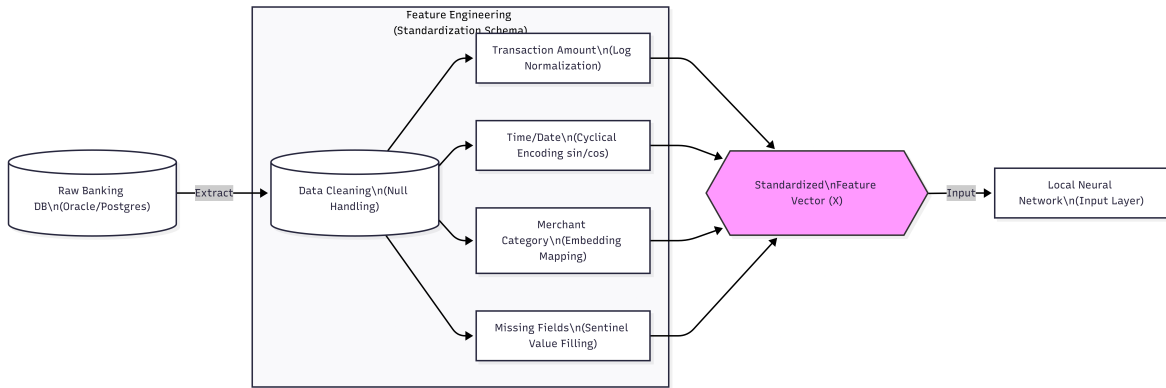 Feature Engineering
(Standardization Schema)
Transaction Amount\n(Log
Normalization)
Time/Date\n(Cyclical
Encoding sin/cos)
Raw Banking
DB\n(Oracle/Postgres)
Extract
Data Cleaning\n(Null
Handling)
Standardized\nFeature
Vector (X)
Input
Local Neural
Network\n(Input Layer)
Merchant
Category\n(Embedding
Mapping)
Missing Fields\n(Sentinel
Value Filling)